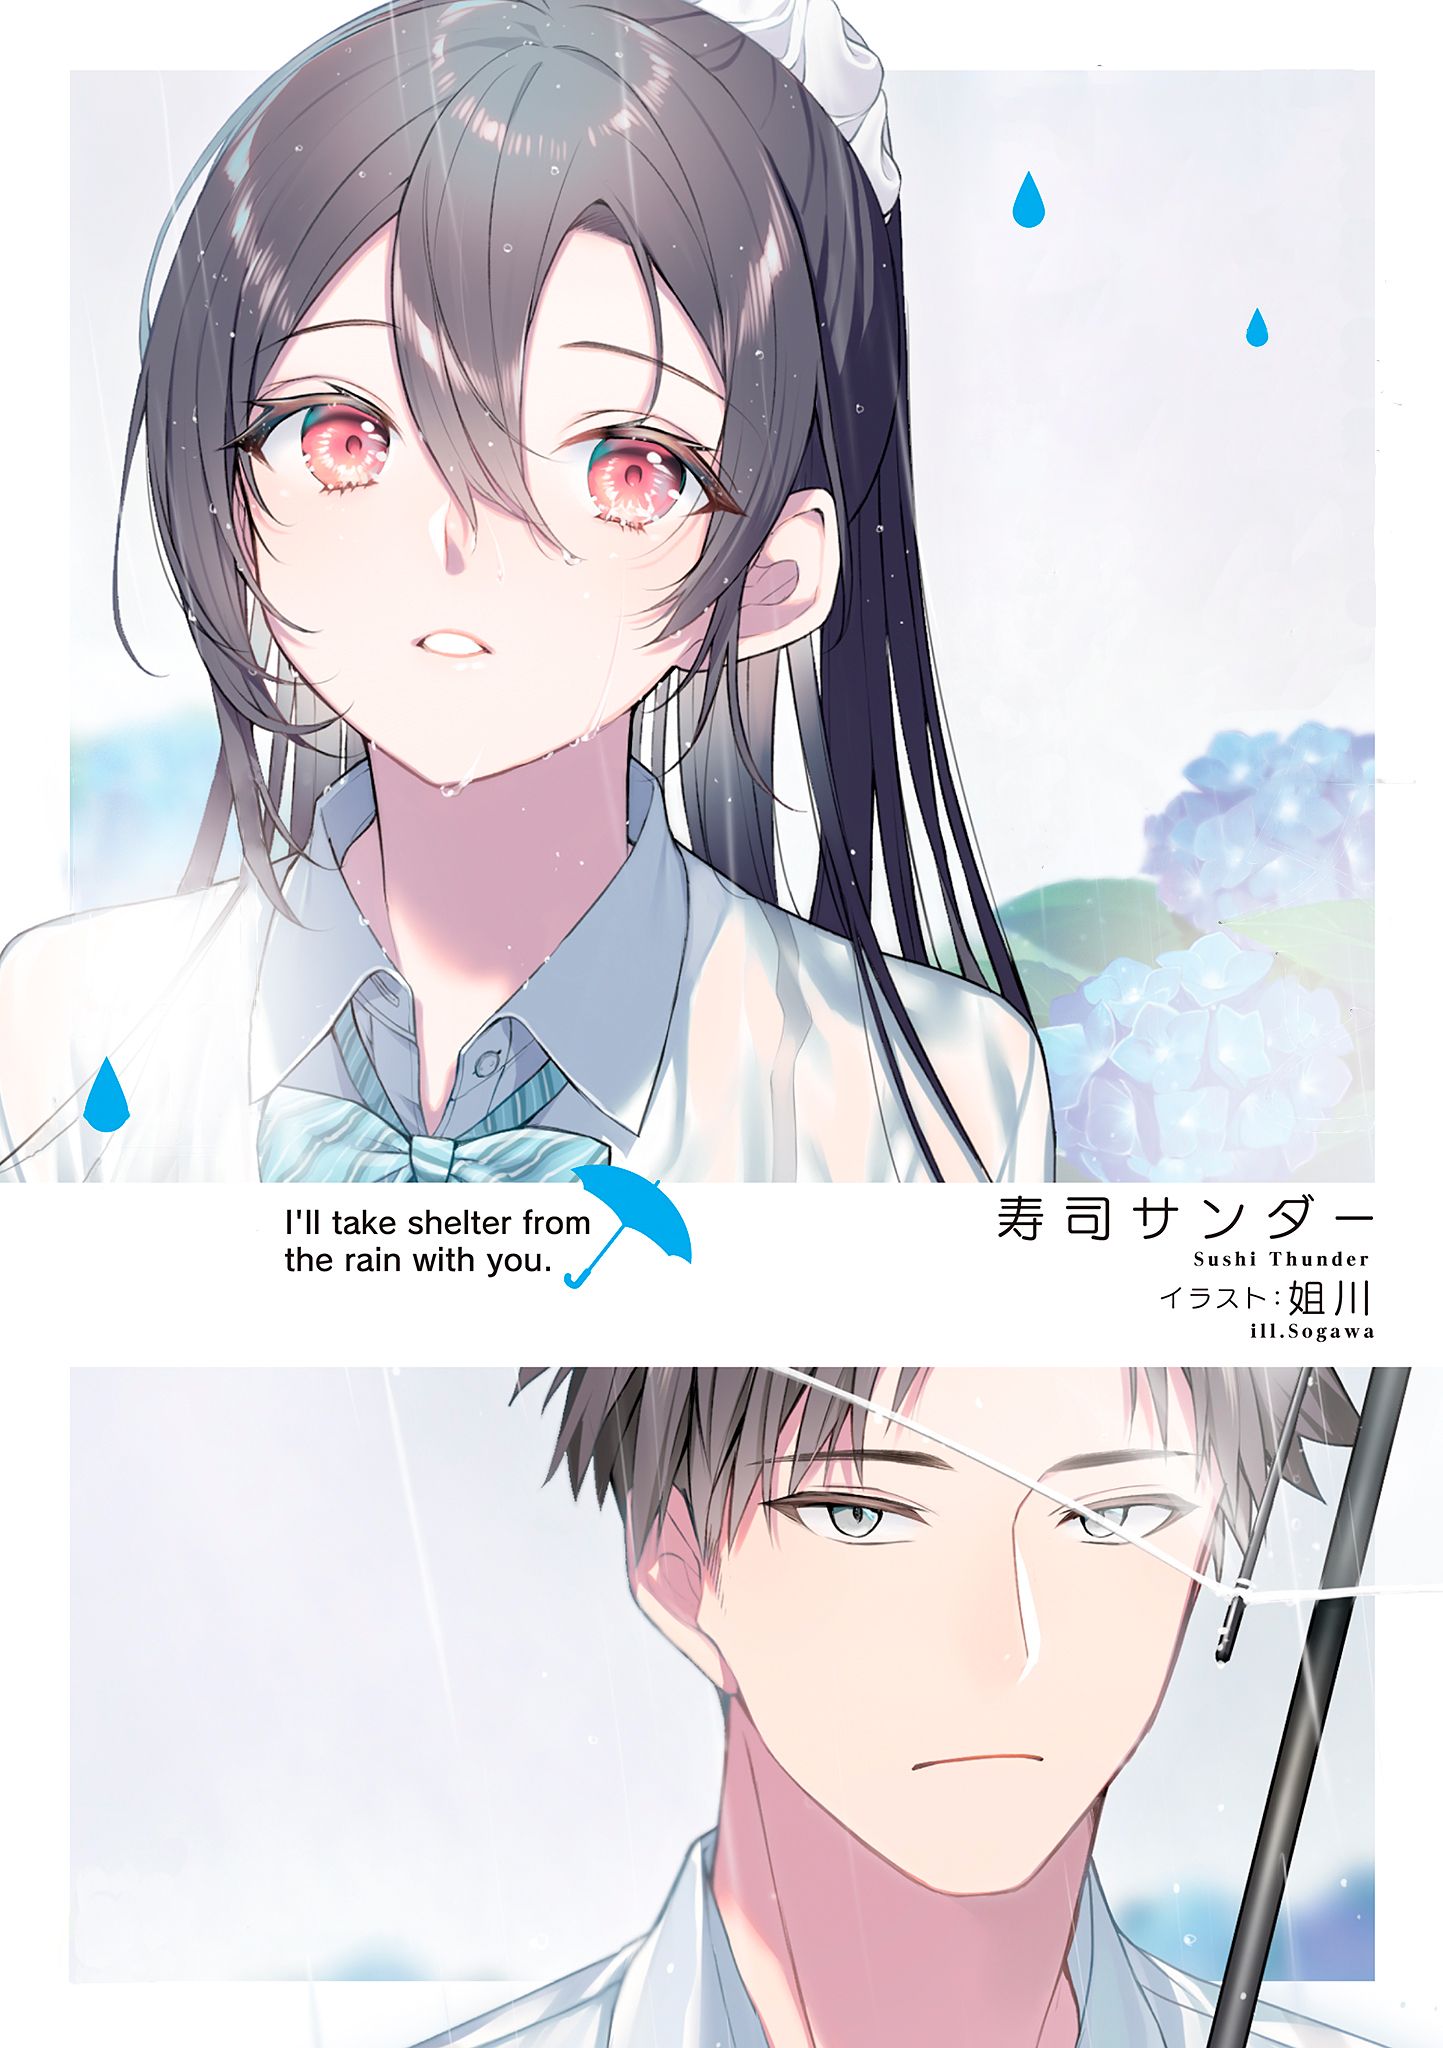 I'll take shelter from
the rain with you.
寿司サンダー
Sushi Thunder
イラスト:姐川
ill.Sogawa